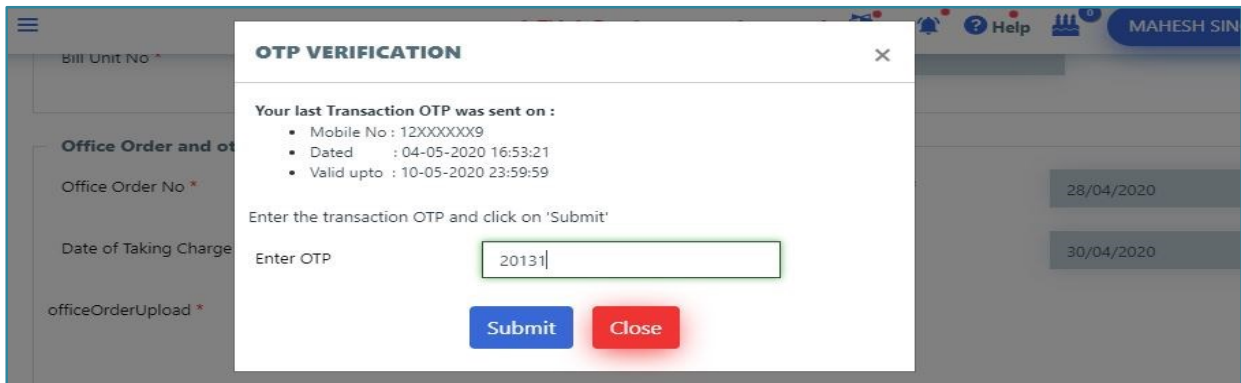 Help
0
MAHESH SIN
Bill Unit No *
OTP VERIFICATION
×
Your last Transaction OTP was sent on :
• Mobile No : 12XXXXXX9
• Dated : 04-05-2020 16:53:21
• Valid upto : 10-05-2020 23:59:59
Office Order and ot
Office Order No *
28/04/2020
Enter the transaction OTP and click on 'Submit'
Date of Taking Charge
30/04/2020
Enter OTP
20131
officeOrderUpload *
Submit
Close